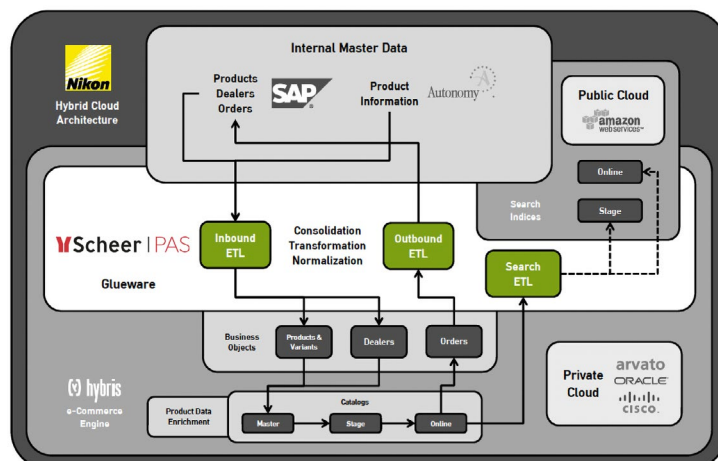 Nikon
Hybrid Cloud
Architecture
Internal Master Data
Products
Dealers
Orders
SAP
®
Product
Information
Autonomy
Public Cloud
amazon
webservices™
Online
Stage
Search
Indices
Scheer | PAS
Glueware
Inbound
ETL
Consolidation
Transformation
Normalization
Outbound
ETL
Search
ETL
Business
Objects
Products &
Variants
Dealers
Orders
(y) hybris
e-Commerce
Engine
Product Data
Enrichment
Catalogs
Master
Stage
Online
Private
Cloud
arvato
ORACLE®
CISCO.